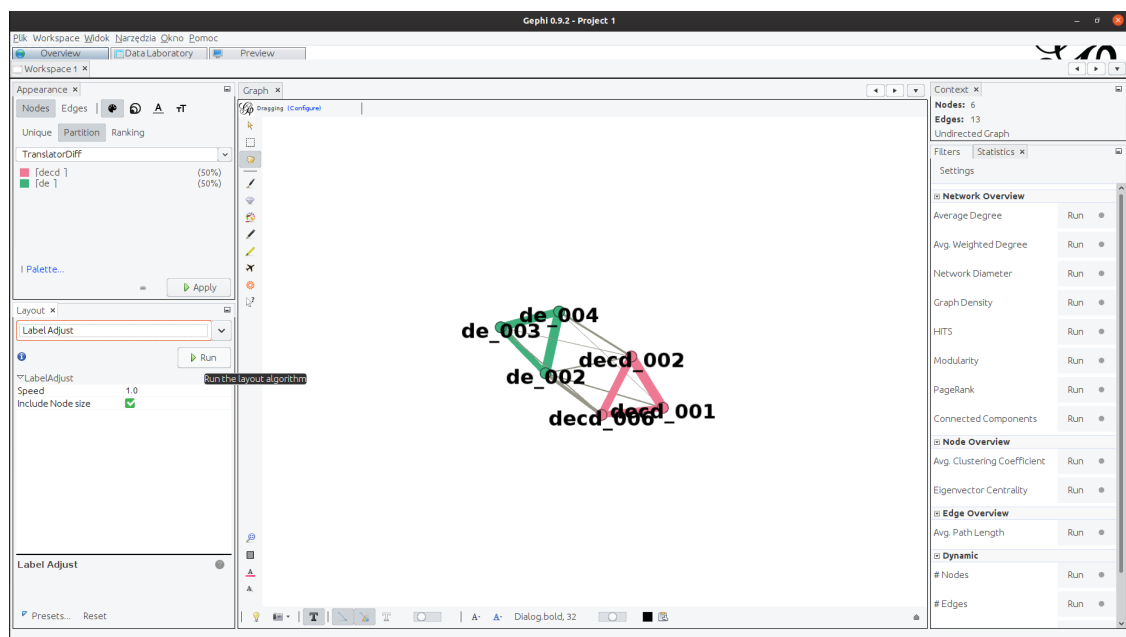 Gephi 0.9.2 - Project 1
Plik Workspace Widok Narzędzia Okno Pomoc
Overview Data Laboratory Preview
Workspace 1
Appearance
Nodes Edges
Unique Partition Ranking
TranslatorDiff
[decd ] (50%)
[de ] (50%)
Palette...
Apply
Layout
Label Adjust
Run
Run the layout algorithm
LabelAdjust
Speed 1.0
Include Node size
Label Adjust
Presets... Reset
Graph
Dragging (Configure)
de_004
de_003
decd_002
de_002
decd_006
decd_001
Dialog.bold, 32
Context
Nodes: 6
Edges: 13
Undirected Graph
Filters Statistics
Settings
Network Overview
Average Degree Run
Avg. Weighted Degree Run
Network Diameter Run
Graph Density Run
HITS Run
Modularity Run
PageRank Run
Connected Components Run
Node Overview
Avg. Clustering Coefficient Run
Eigenvector Centrality Run
Edge Overview
Avg. Path Length Run
Dynamic
# Nodes Run
# Edges Run